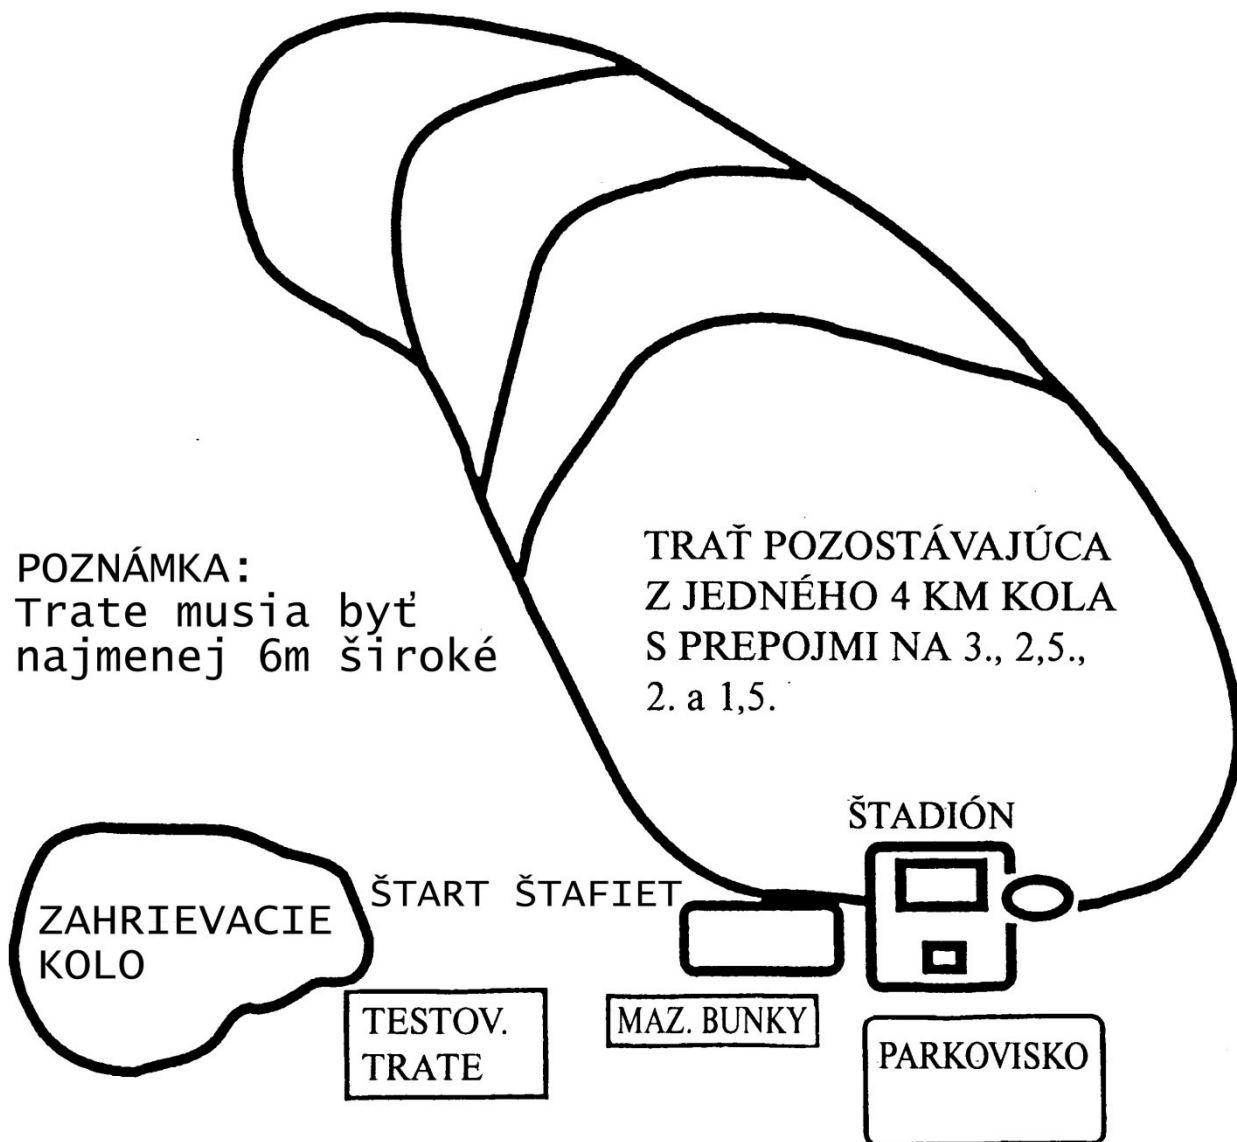 TRAŤ POZOSTÁVAJÚCA
Z JEDNÉHO 4 KM KOLA
S PREPOJMI NA 3., 2,5.,
2. a 1,5.
POZNÁMKA:
Trate musia byť
najmenej 6m široké
ŠTADIÓN
ŠTART ŠTAFIET
ZAHRIEVACIE
KOLO
TESTOV.
TRATE
MAZ. BUNKY
PARKOVISKO